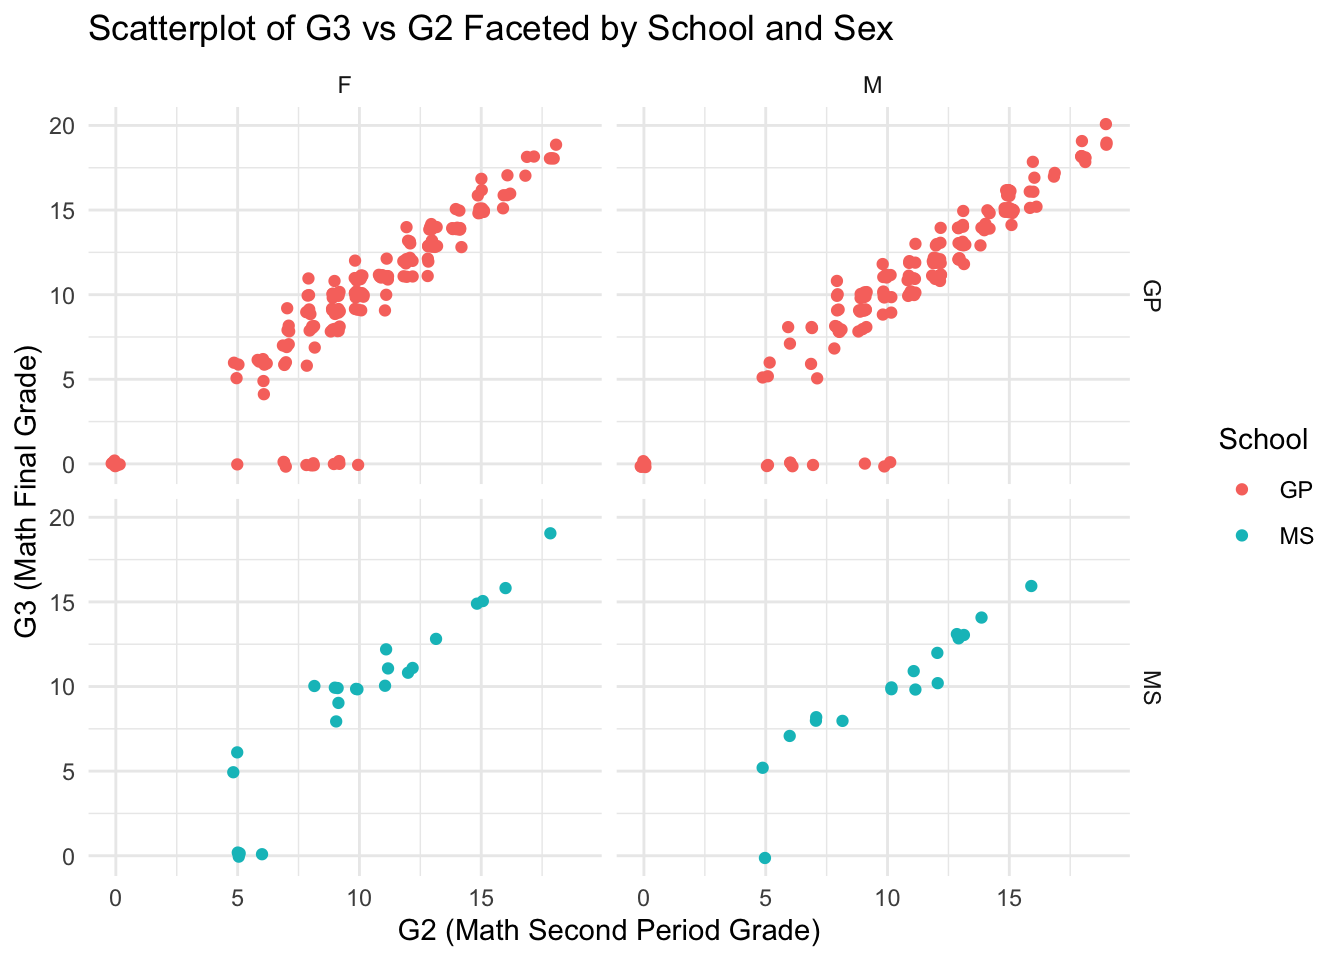 Scatterplot of G3 vs G2 Faceted by School and Sex
F
M
20
15
10
5
0
GP
20
15
10
5
0
MS
0
5
10
15
0
5
10
15
G2 (Math Second Period Grade)
G3 (Math Final Grade)
School
GP
MS